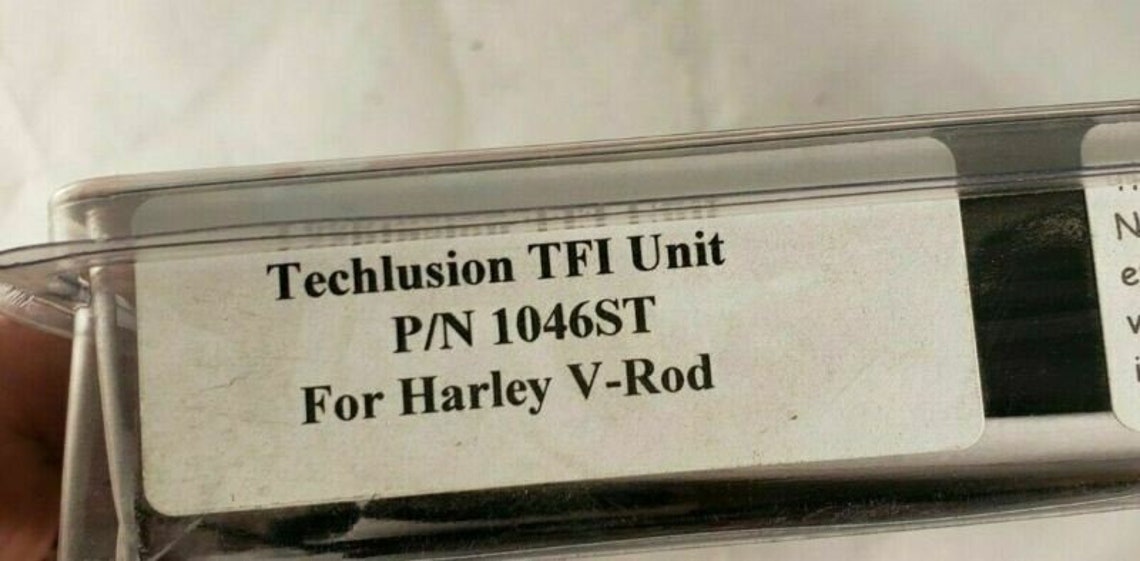 Techlusion TFI Unit
P/N 1046ST
For Harley V-Rod